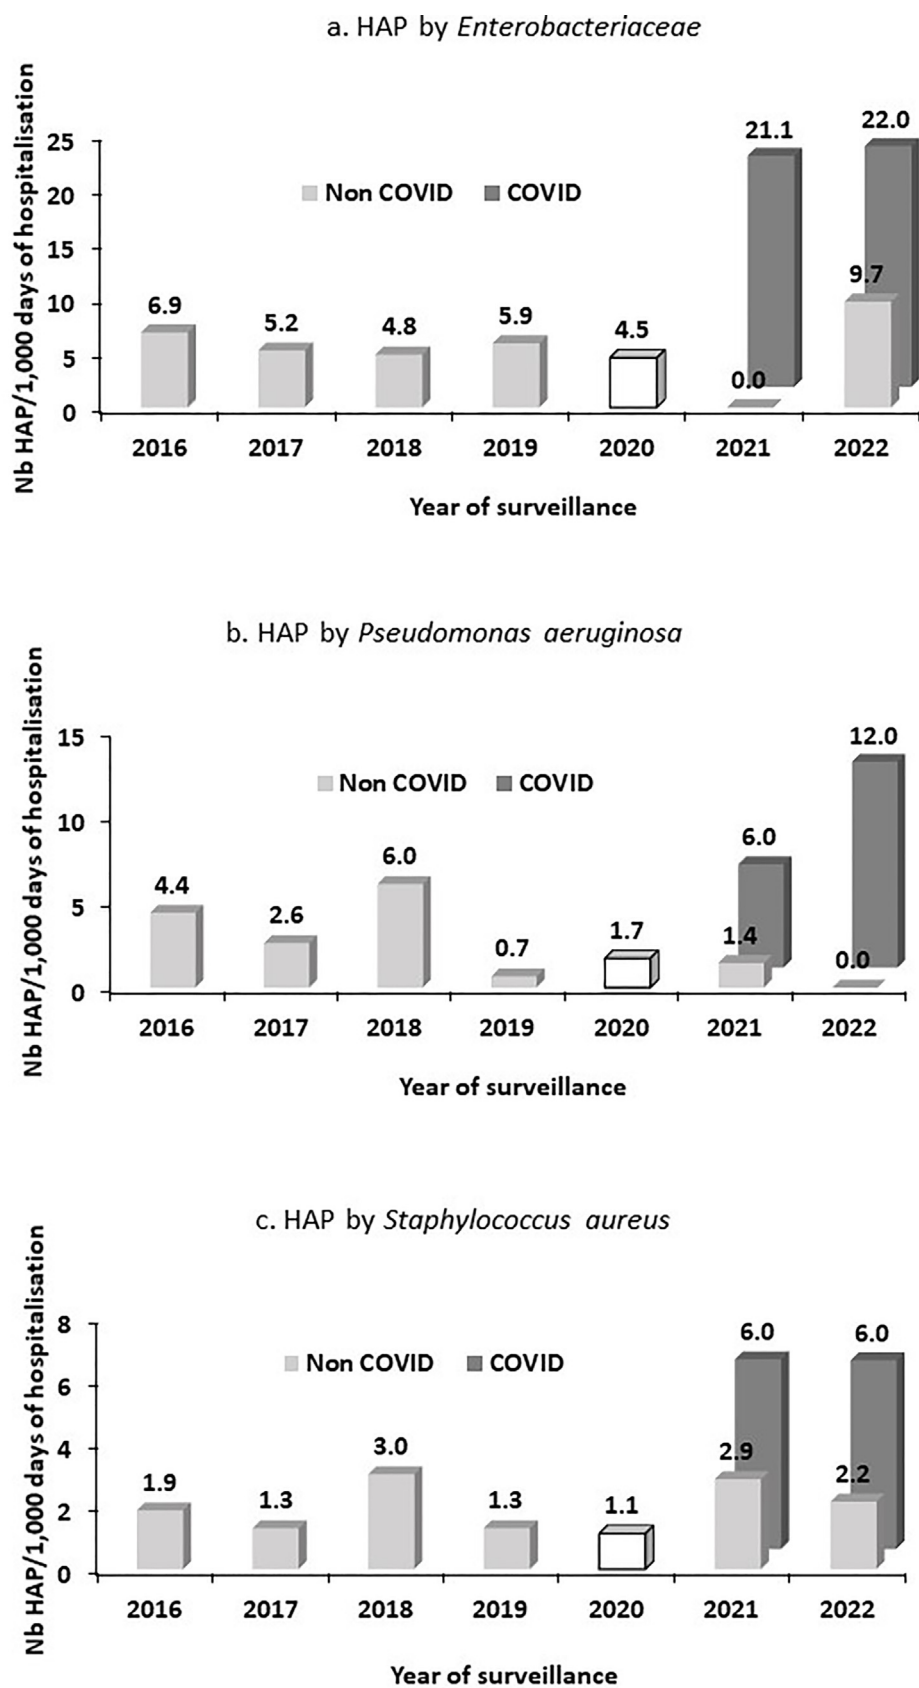 a. HAP by Enterobacteriaceae
Nb HAP/1,000 days of hospitalisation
25
20
15
10
5
0
Non COVID COVID
6.9 5.2 4.8 5.9 4.5 0.0 21.1 9.7 22.0
2016 2017 2018 2019 2020 2021 2022
Year of surveillance
b. HAP by Pseudomonas aeruginosa
Nb HAP/1,000 days of hospitalisation
15
10
5
0
Non COVID COVID
4.4 2.6 6.0 0.7 1.7 1.4 6.0 0.0 12.0
2016 2017 2018 2019 2020 2021 2022
Year of surveillance
c. HAP by Staphylococcus aureus
Nb HAP/1,000 days of hospitalisation
8
6
4
2
0
Non COVID COVID
1.9 1.3 3.0 1.3 1.1 2.9 6.0 2.2 6.0
2016 2017 2018 2019 2020 2021 2022
Year of surveillance